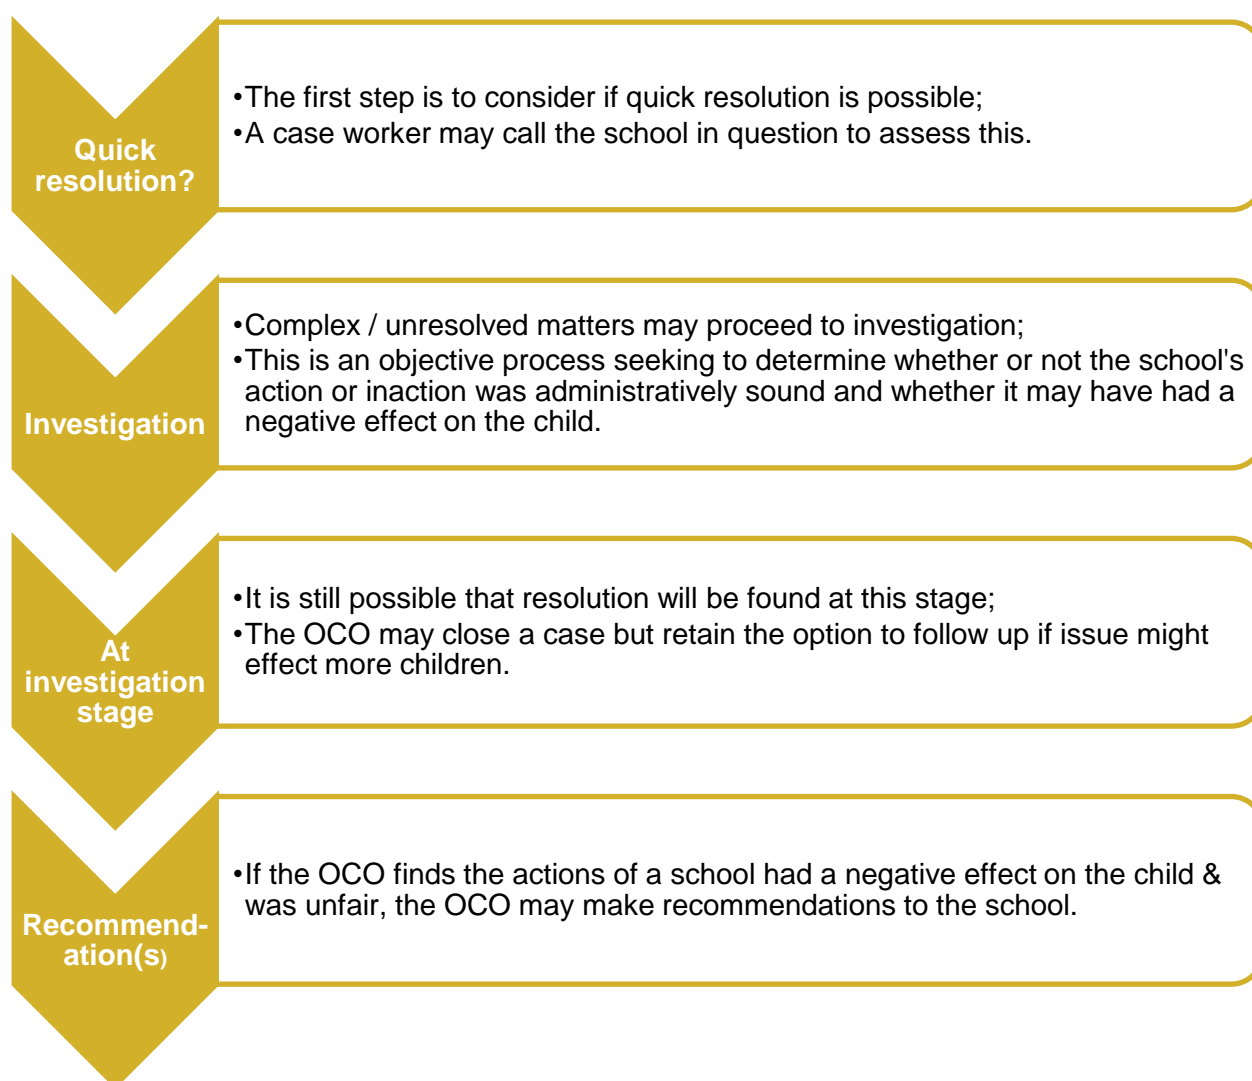 Quick
resolution?
•The first step is to consider if quick resolution is possible;
•A case worker may call the school in question to assess this.
Investigation
•Complex / unresolved matters may proceed to investigation;
•This is an objective process seeking to determine whether or not the school's
action or inaction was administratively sound and whether it may have had a
negative effect on the child.
At
investigation
stage
•It is still possible that resolution will be found at this stage;
•The OCO may close a case but retain the option to follow up if issue might
effect more children.
Recommend-
ation(s)
•If the OCO finds the actions of a school had a negative effect on the child &
was unfair, the OCO may make recommendations to the school.